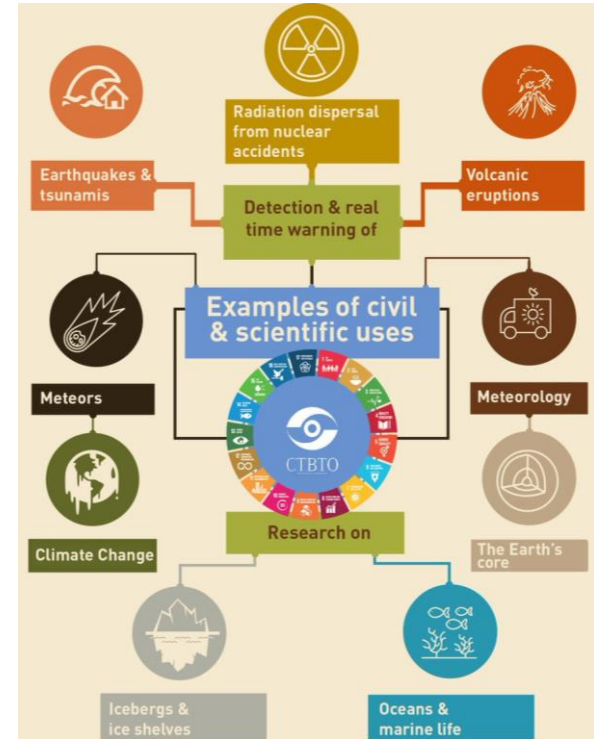 Radiation dispersal
from nuclear
accidents
Earthquakes &
tsunamis
Volcanic
eruptions
Detection & real
time warning of
Examples of civil
& scientific uses
Meteors
Meteorology
CTBTO
Climate Change
Research on
The Earth's
core
Icebergs &
ice shelves
Oceans &
marine life